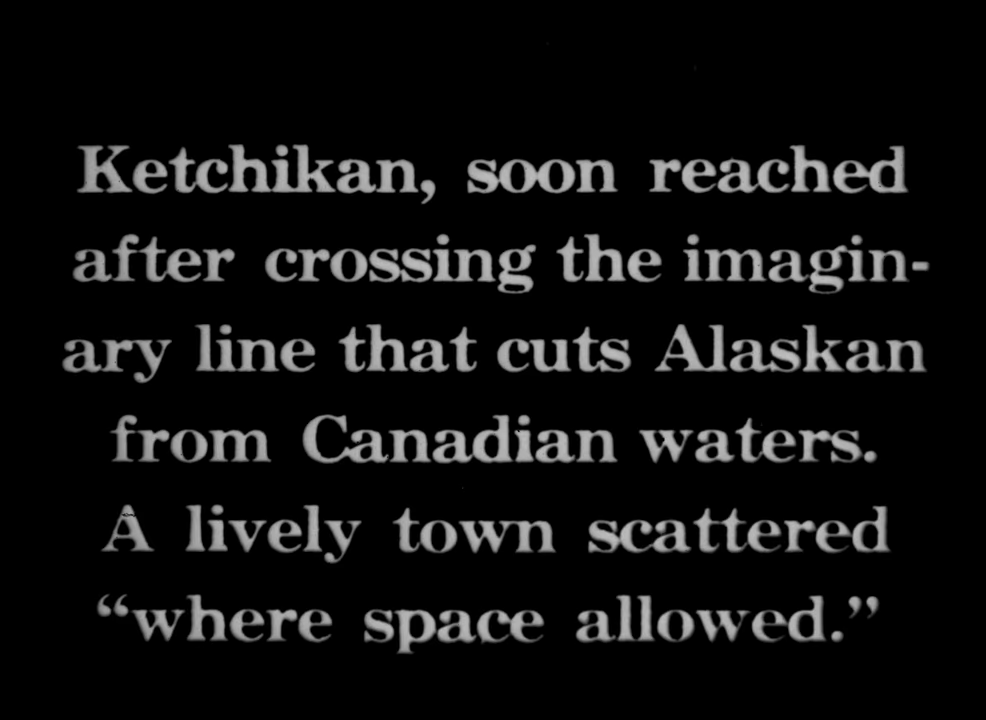 Ketchikan, soon reached
after crossing the imagin-
ary line that cuts Alaskan
from Canadian waters.
A lively town scattered
“where space allowed.”